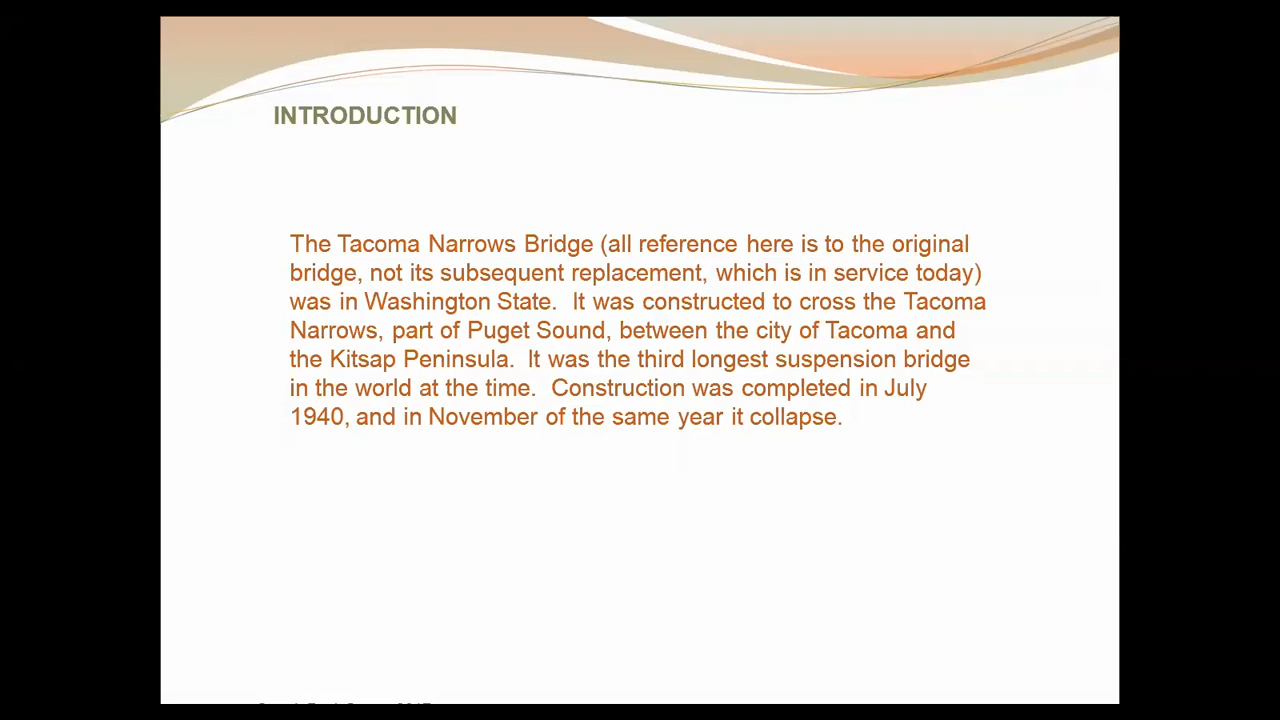 INTRODUCTION
The Tacoma Narrows Bridge (all reference here is to the original
bridge, not its subsequent replacement, which is in service today)
was in Washington State.  It was constructed to cross the Tacoma
Narrows, part of Puget Sound, between the city of Tacoma and
the Kitsap Peninsula.  It was the third longest suspension bridge
in the world at the time.  Construction was completed in July
1940, and in November of the same year it collapse.